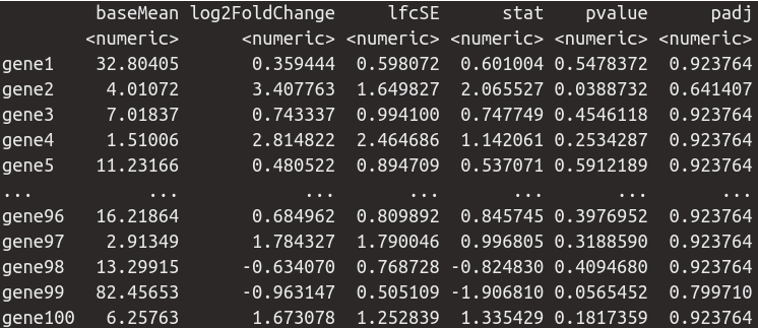 baseMean log2FoldChange lfcSE stat pvalue padj
<numeric> <numeric> <numeric> <numeric> <numeric> <numeric>
gene1 32.80405 0.359444 0.598072 0.601004 0.5478372 0.923764
gene2 4.01072 3.407763 1.649827 2.065527 0.0388732 0.641407
gene3 7.01837 0.743337 0.994100 0.747749 0.4546118 0.923764
gene4 1.51006 2.814822 2.464686 1.142061 0.2534287 0.923764
gene5 11.23166 0.480522 0.894709 0.537071 0.5912189 0.923764
... ... ... ... ... ... ...
gene96 16.21864 0.684962 0.809892 0.845745 0.3976952 0.923764
gene97 2.91349 1.784327 1.790046 0.996805 0.3188590 0.923764
gene98 13.29915 -0.634070 0.768728 -0.824830 0.4094680 0.923764
gene99 82.45653 -0.963147 0.505109 -1.906810 0.0565452 0.799710
gene100 6.25763 1.673078 1.252839 1.335429 0.1817359 0.923764